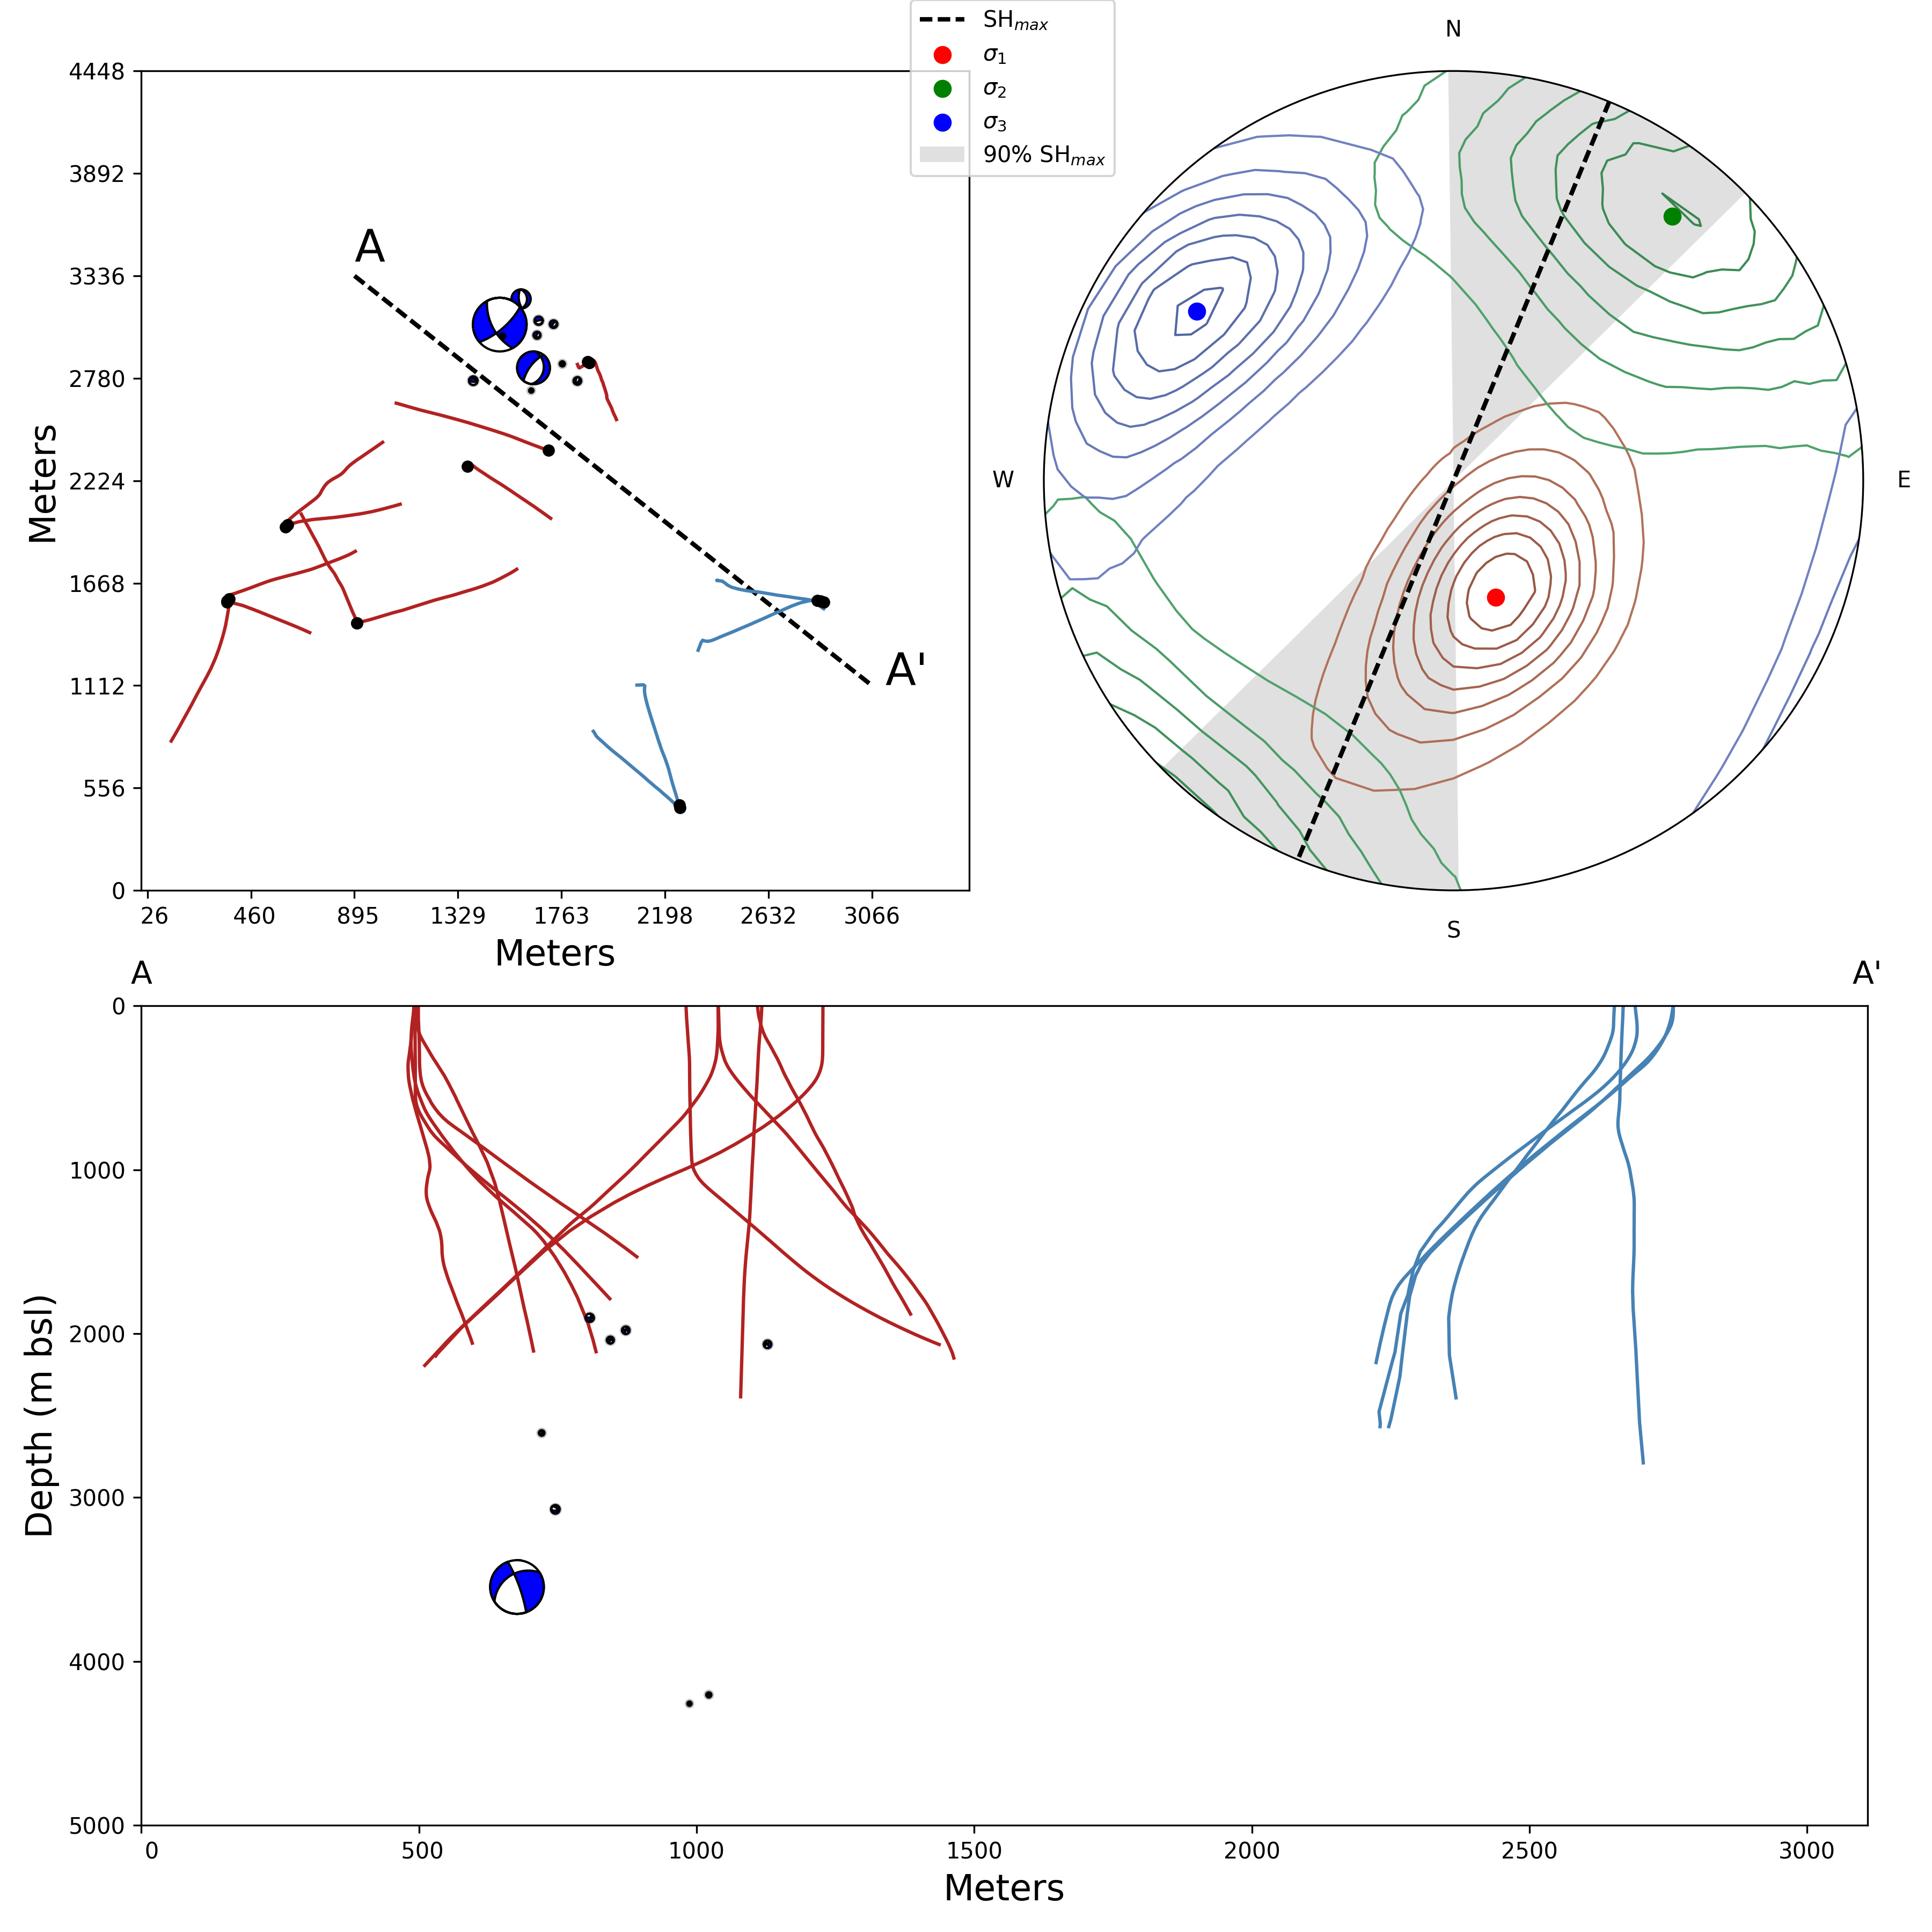 SHmax
σ1
σ2
σ3
90% SHmax
4448
3892
3336
2780
2224
1668
1112
556
0
Meters
A
A'
26 460 895 1329 1763 2198 2632 3066
Meters
N
W
E
S
A
A'
0
1000
2000
3000
4000
5000
Depth (m bsl)
0 500 1000 1500 2000 2500 3000
Meters